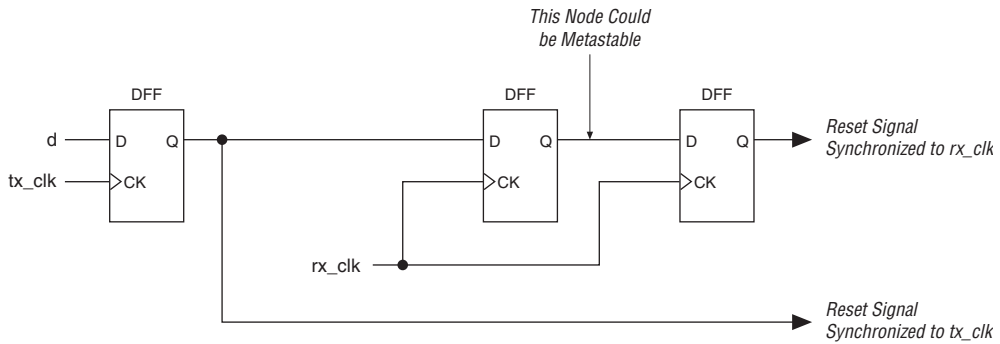 This Node Could
be Metastable
DFF
DFF
DFF
d
D
Q
D
Q
D
Q
Reset Signal
Synchronized to rx_clk
tx_clk
CK
CK
CK
rx_clk
Reset Signal
Synchronized to tx_clk